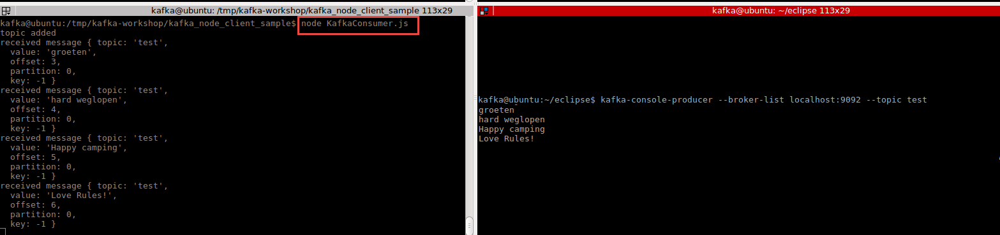 kafka@ubuntu: /tmp/kafka-workshop/kafka_node_client_sample 113x29
kafka@ubuntu:/tmp/kafka-workshop/kafka_node_client_sample$ node KafkaConsumer.js
topic added
received message { topic: 'test',
  value: 'groeten',
  offset: 3,
  partition: 0,
  key: -1 }
received message { topic: 'test',
  value: 'hard weglopen',
  offset: 4,
  partition: 0,
  key: -1 }
received message { topic: 'test',
  value: 'Happy camping',
  offset: 5,
  partition: 0,
  key: -1 }
received message { topic: 'test',
  value: 'Love Rules!',
  offset: 6,
  partition: 0,
  key: -1 }
kafka@ubuntu: ~/eclipse 113x29
kafka@ubuntu:~/eclipse$ kafka-console-producer --broker-list localhost:9092 --topic test
groeten
hard weglopen
Happy camping
Love Rules!